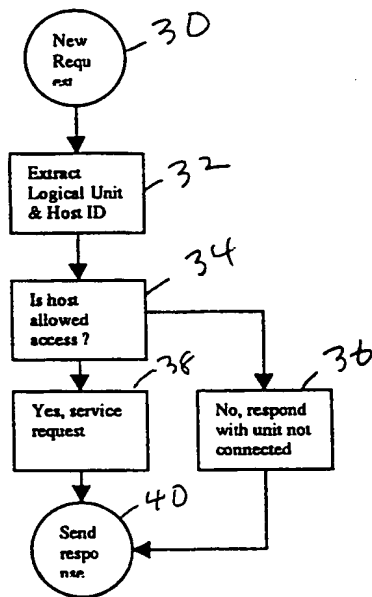 New
Requ
est
30
Extract
Logical Unit
& Host ID
32
Is host
allowed
access ?
34
Yes, service
request
38
No, respond
with unit not
connected
36
Send
respo
nse
40